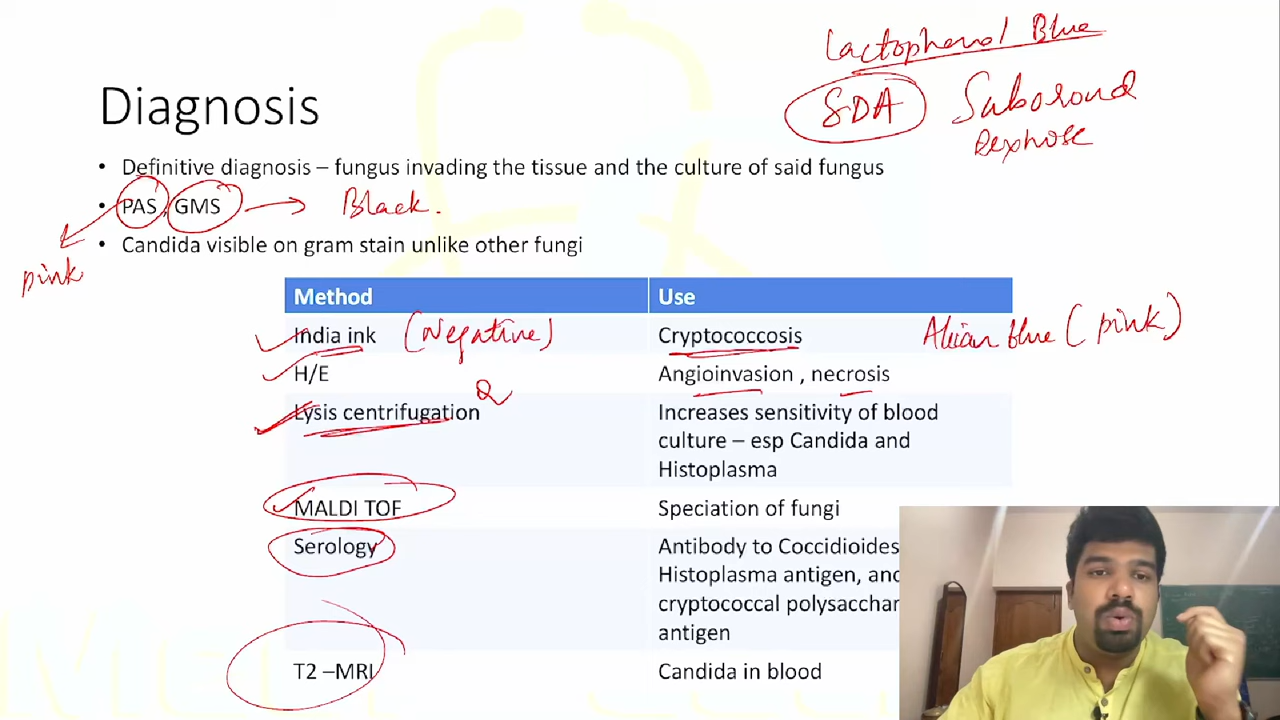 Lactophenol Blue
SDA Saboroud
Dexphose
Diagnosis
• Definitive diagnosis – fungus invading the tissue and the culture of said fungus
• PAS, GMS → Black.
• Candida visible on gram stain unlike other fungi
pink
Method Use
India ink (Negative) Cryptococcosis Alcian blue (pink)
H/E Angioinvasion , necrosis
Lysis centrifugation Increases sensitivity of blood
culture – esp Candida and
Histoplasma
MALDI TOF Speciation of fungi
Serology Antibody to Coccidioides
Histoplasma antigen, and
cryptococcal polysacchar
antigen
T2 –MRI Candida in blood